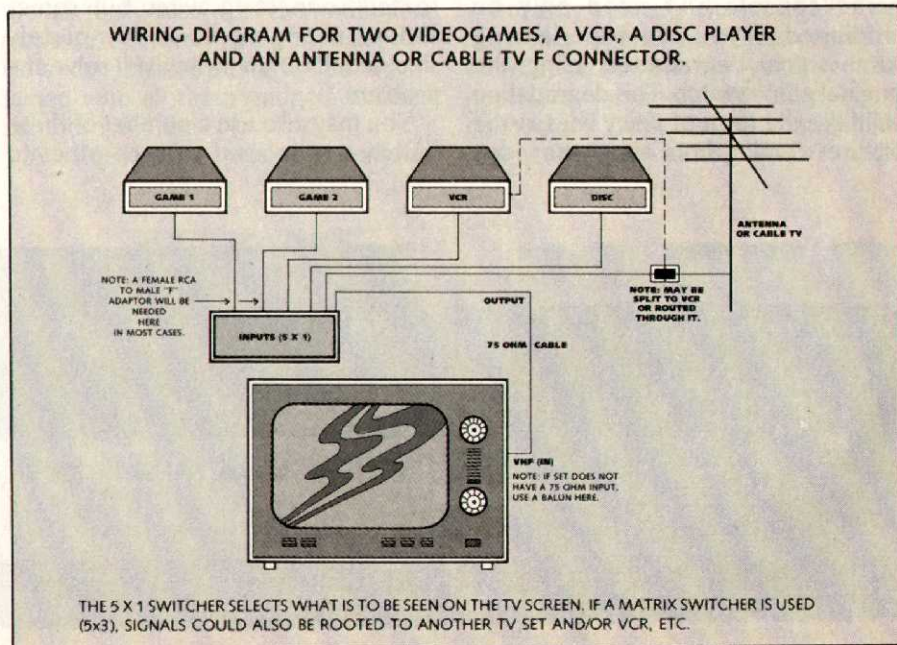 WIRING DIAGRAM FOR TWO VIDEOGAMES, A VCR, A DISC PLAYER
AND AN ANTENNA OR CABLE TV F CONNECTOR.
GAME 1
GAME 2
VCR
DISC
ANTENNA
OR CABLE TV
NOTE: A FEMALE RCA
TO MALE "F"
ADAPTOR WILL BE
NEEDED
HERE
IN MOST CASES.
NOTE: MAY BE
SPLIT TO VCR
OR ROUTED
THROUGH IT.
OUTPUT
INPUTS (5 X 1)
75 OHM CABLE
VHF (IN)
NOTE: IF SET DOES NOT
HAVE A 75 OHM INPUT,
USE A BALUN HERE.
THE 5 X 1 SWITCHER SELECTS WHAT IS TO BE SEEN ON THE TV SCREEN. IF A MATRIX SWITCHER IS USED
(5x3), SIGNALS COULD ALSO BE ROOTED TO ANOTHER TV SET AND/OR VCR, ETC.